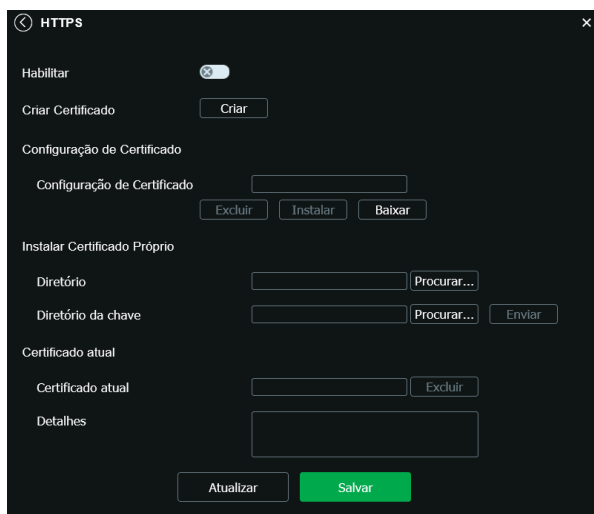 HTTPS
Habilitar
Criar Certificado Criar
Configuração de Certificado
Configuração de Certificado
Excluir Instalar Baixar
Instalar Certificado Próprio
Diretório Procurar...
Diretório da chave Procurar... Enviar
Certificado atual
Certificado atual Excluir
Detalhes
Atualizar Salvar